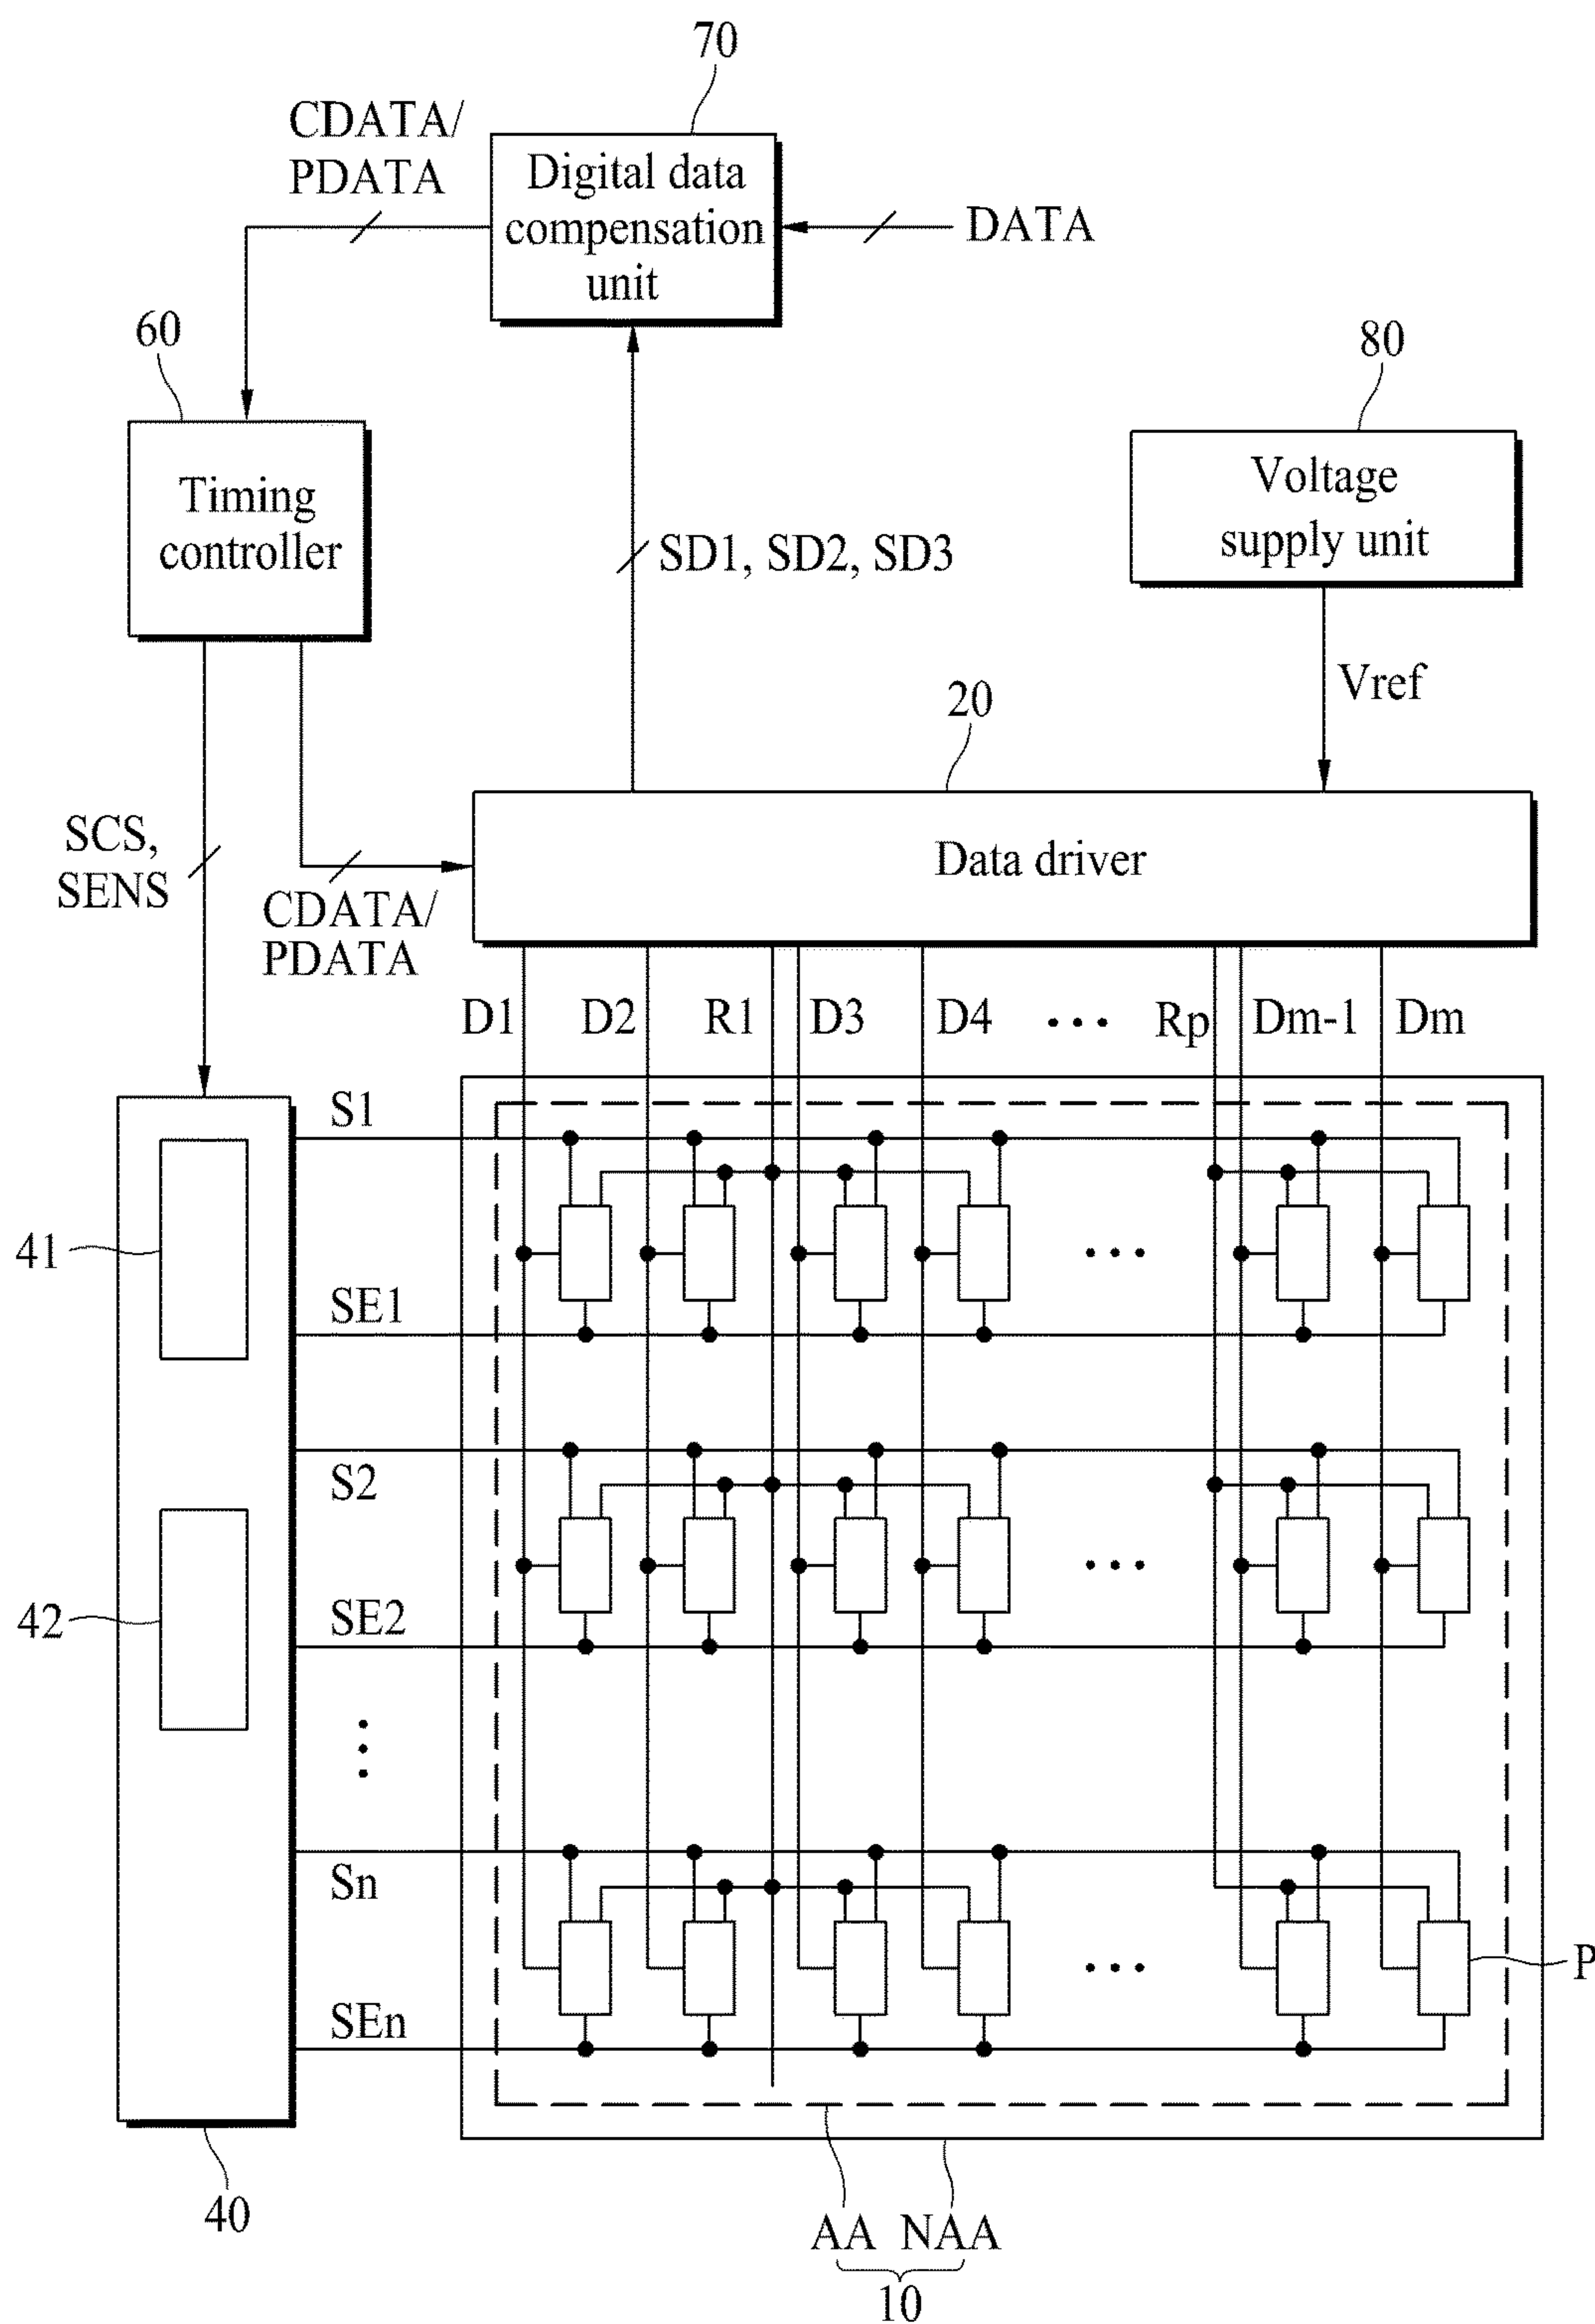 70
CDATA/
PDATA
Digital data
compensation
unit
DATA
60
80
Timing
controller
Voltage
supply unit
SD1, SD2, SD3
Vref
20
SCS,
SENS
Data driver
CDATA/
PDATA
D1 D2 R1 D3 D4 ... Rp Dm-1 Dm
S1
41
...
SE1
S2
42
...
SE2
Sn
...
P
SEn
40
AA NAA
10